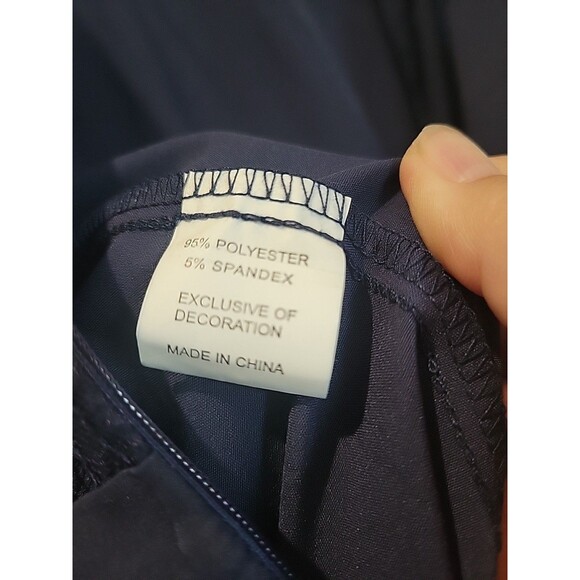 95% POLYESTER
5% SPANDEX
EXCLUSIVE OF
DECORATION
MADE IN CHINA